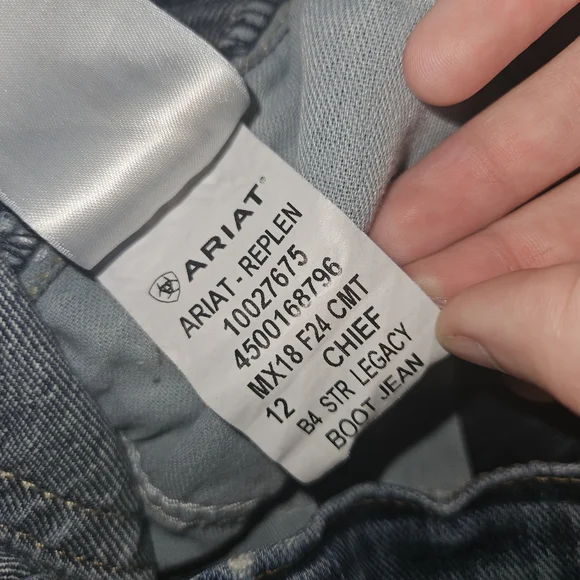 ARIAT®
ARIAT - REPLEN
10027675
4500168796
MX18 F24 CMT
12 CHIEF
B4 STR LEGACY
BOOT JEAN